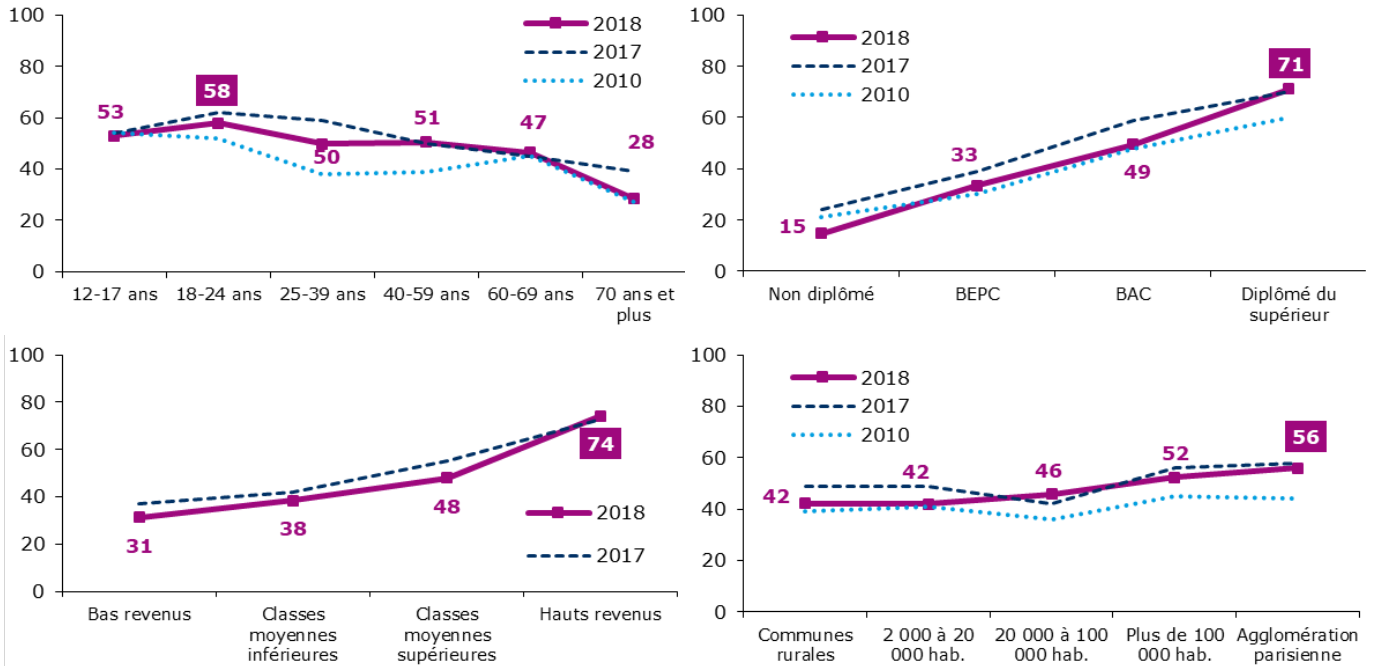 100
80
60
40
20
0
2018
2017
2010
53
58
50
51
47
28
12-17 ans
18-24 ans
25-39 ans
40-59 ans
60-69 ans
70 ans et
plus
100
80
60
40
20
0
2018
2017
2010
15
33
49
71
Non diplômé
BEPC
BAC
Diplômé du
supérieur
100
80
60
40
20
0
31
38
48
74
2018
2017
Bas revenus
Classes
moyennes
inférieures
Classes
moyennes
supérieures
Hauts revenus
100
80
60
40
20
0
2018
2017
2010
42
42
46
52
56
Communes
rurales
2 000 à 20
000 hab.
20 000 à 100
000 hab.
Plus de 100
000 hab.
Agglomération
parisienne